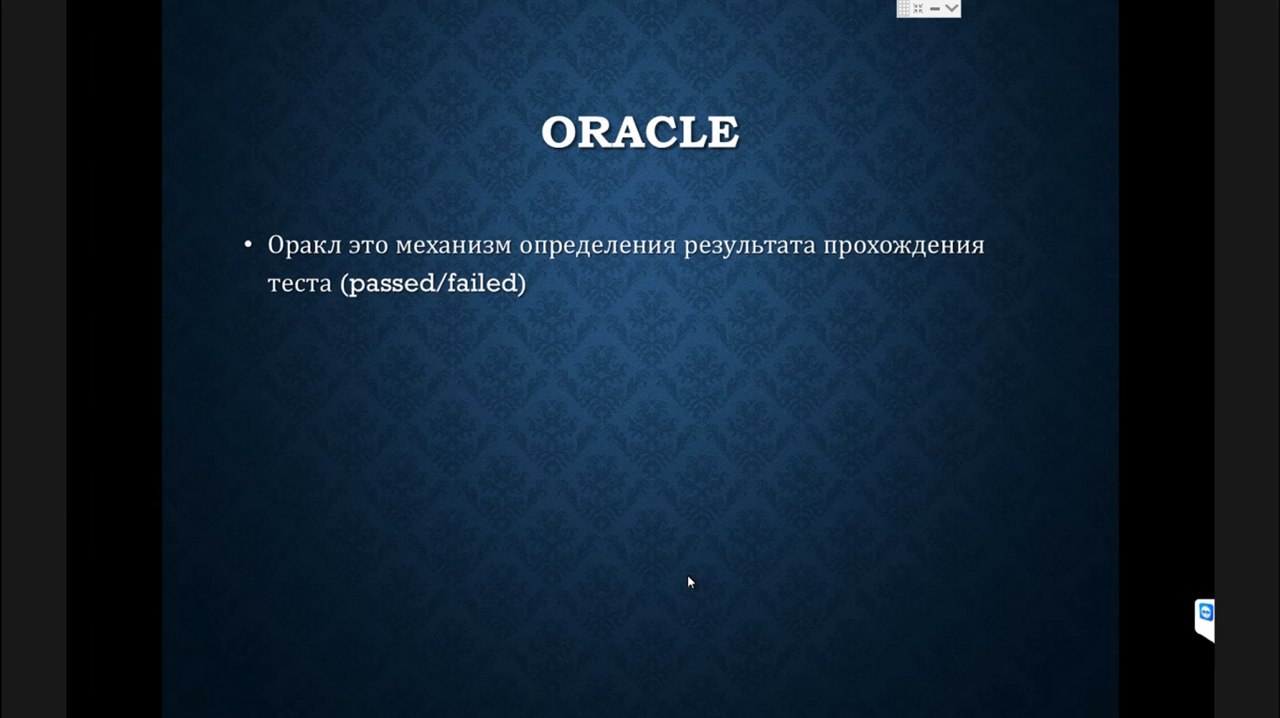 ORACLE
• Оракл это механизм определения результата прохождения
теста (passed/failed)